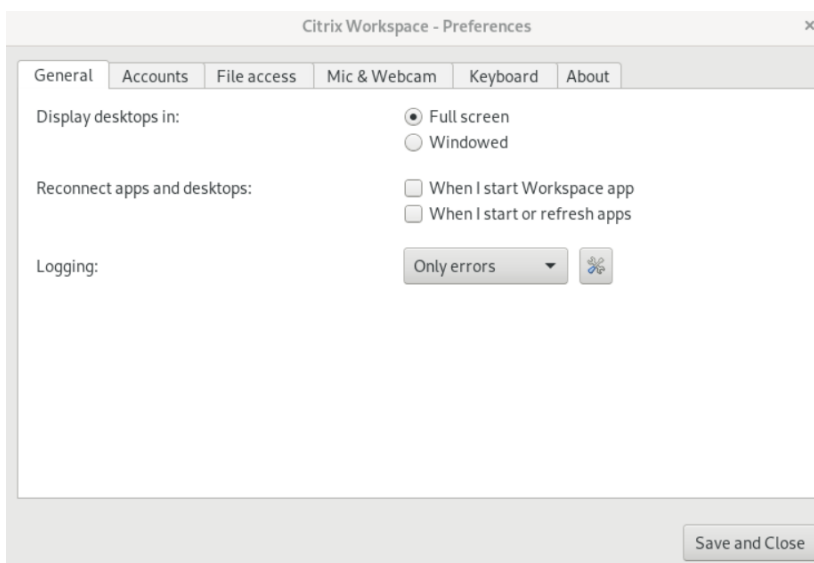 Citrix Workspace - Preferences ×
General Accounts File access Mic & Webcam Keyboard About
Display desktops in: Full screen
Windowed
Reconnect apps and desktops: When I start Workspace app
When I start or refresh apps
Logging: Only errors
Save and Close